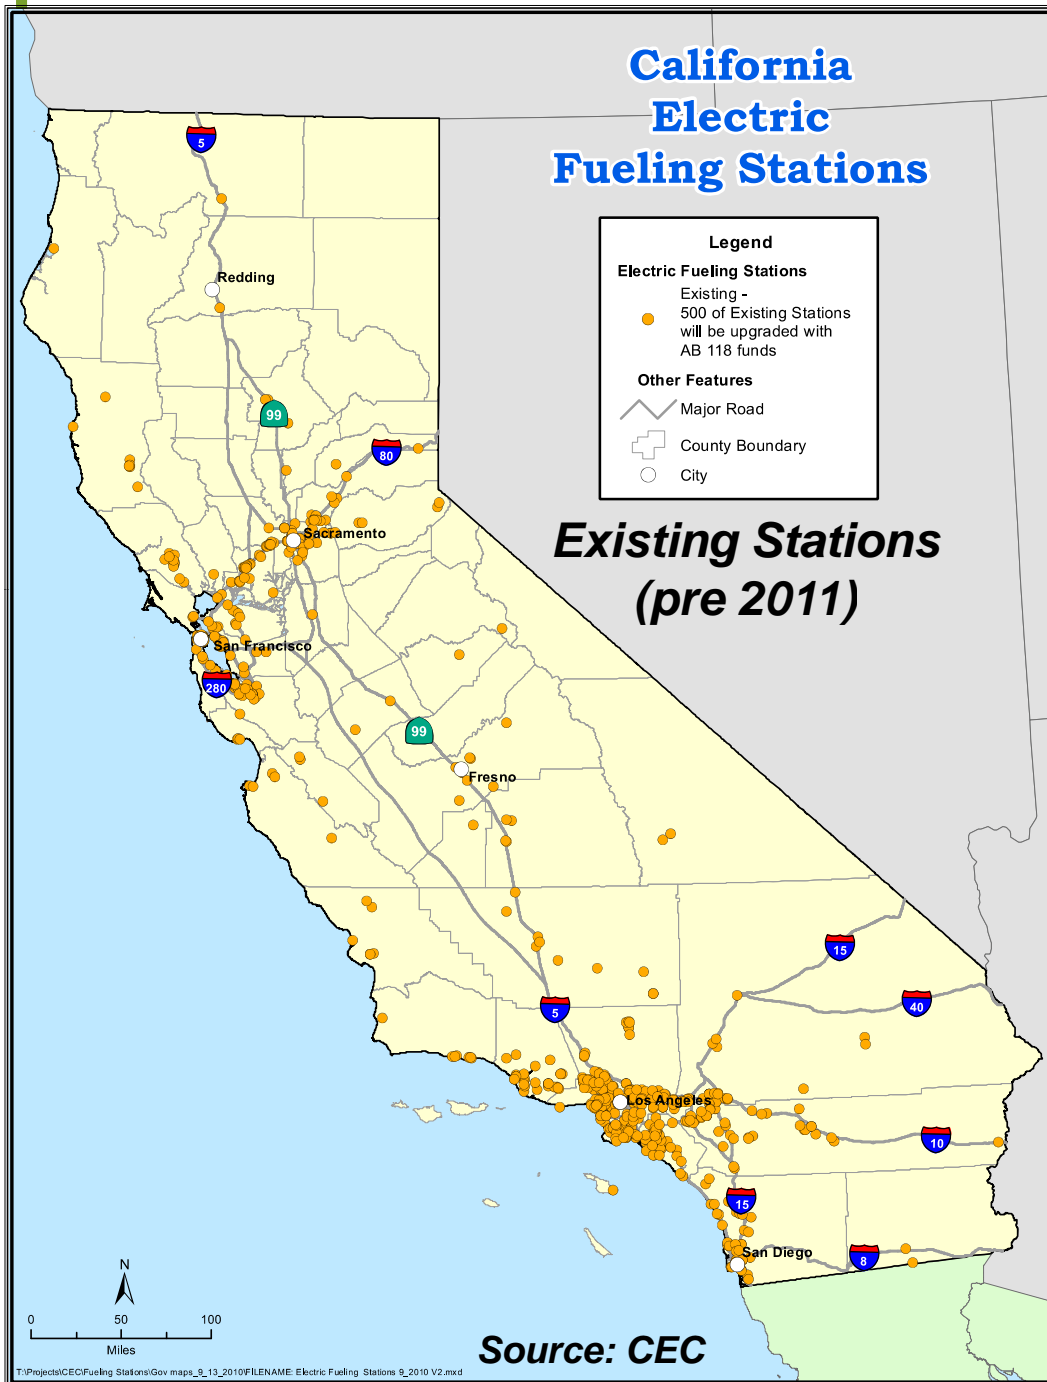 California
Electric
Fueling Stations
Legend
Electric Fueling Stations
Existing -
500 of Existing Stations
will be upgraded with
AB 118 funds
Other Features
Major Road
County Boundary
City
Existing Stations
(pre 2011)
5
Redding
99
80
Sacramento
San Francisco
280
99
Fresno
15
40
5
Los Angeles
10
15
San Diego
8
N
0 50 100
Miles
Source: CEC
T:\Projects\CEC\Fueling Stations\Gov maps_9_13_2010\FILENAME: Electric Fueling Stations 9_2010 V2.mxd